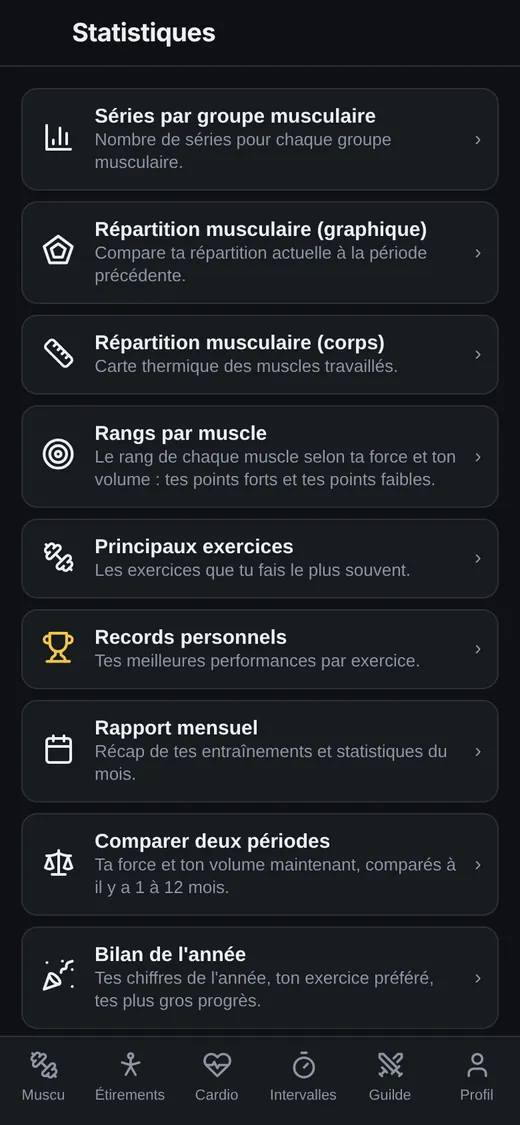 Statistiques
Séries par groupe musculaire
Nombre de séries pour chaque groupe
musculaire.
Répartition musculaire (graphique)
Compare ta répartition actuelle à la période
précédente.
Répartition musculaire (corps)
Carte thermique des muscles travaillés.
Rangs par muscle
Le rang de chaque muscle selon ta force et ton
volume : tes points forts et tes points faibles.
Principaux exercices
Les exercices que tu fais le plus souvent.
Records personnels
Tes meilleures performances par exercice.
Rapport mensuel
Récap de tes entraînements et statistiques du
mois.
Comparer deux périodes
Ta force et ton volume maintenant, comparés à
il y a 1 à 12 mois.
Bilan de l'année
Tes chiffres de l'année, ton exercice préféré,
tes plus gros progrès.
Muscu Étirements Cardio Intervalles Guilde Profil